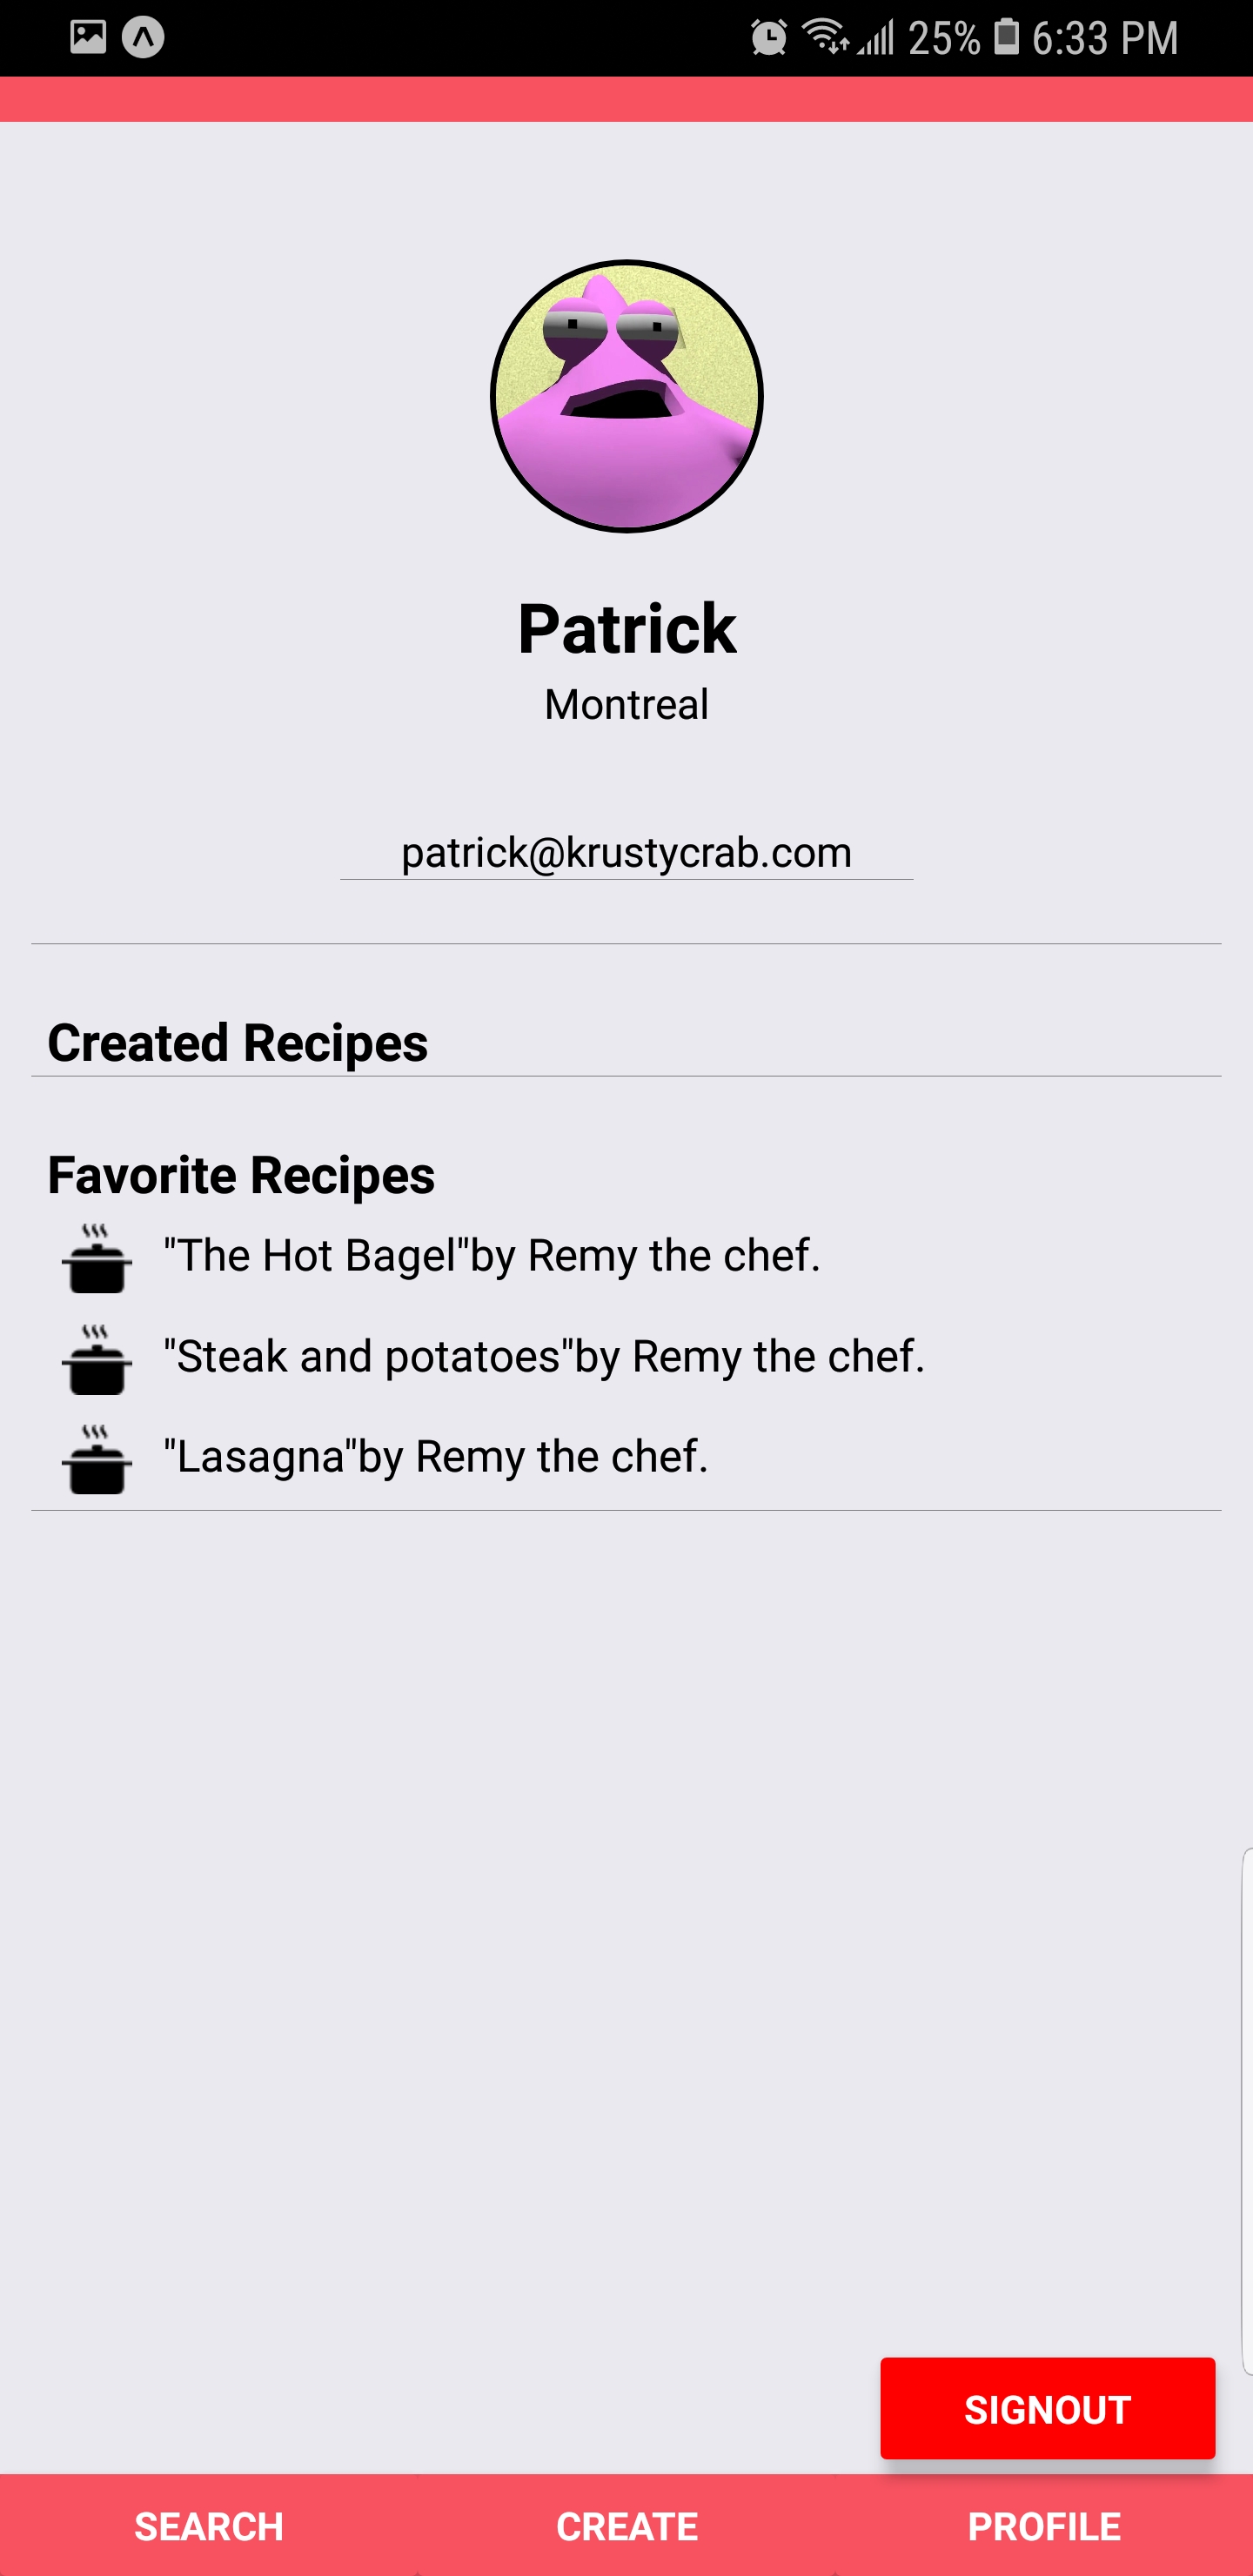 25% 6:33 PM
Patrick
Montreal
patrick@krustycrab.com
Created Recipes
Favorite Recipes
"The Hot Bagel"by Remy the chef.
"Steak and potatoes"by Remy the chef.
"Lasagna"by Remy the chef.
SIGNOUT
SEARCH CREATE PROFILE